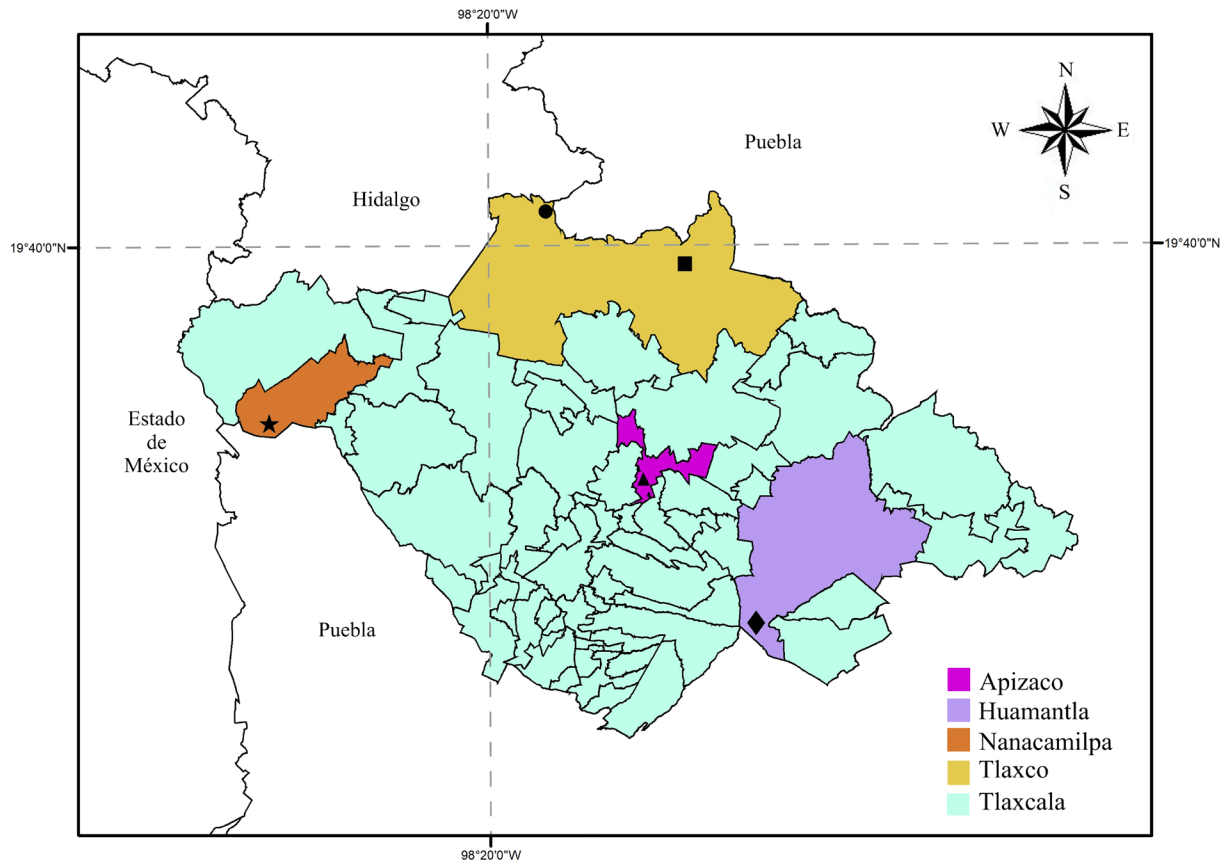 98°20'0"W
N
W
E
S
Puebla
Hidalgo
19°40'0"N
19°40'0"N
Estado
de
México
Puebla
Apizaco
Huamantla
Nanacamilpa
Tlaxco
Tlaxcala
98°20'0"W